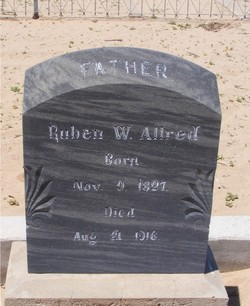 FATHER
Ruben W. Allred
Born
Nov. 9 1827.
Died
Aug. 21 1916